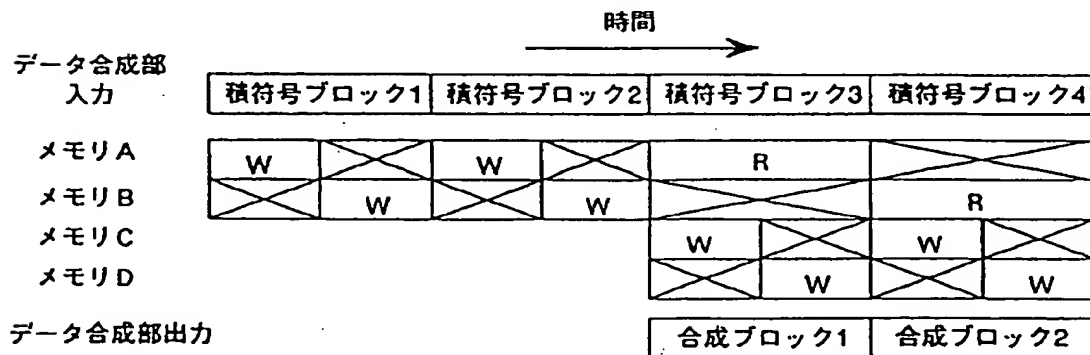 時間
データ合成部
入力
積符号ブロック1 積符号ブロック2 積符号ブロック3 積符号ブロック4
メモリA W W R
メモリB W W R
メモリC W W
メモリD W W
データ合成部出力 合成ブロック1 合成ブロック2